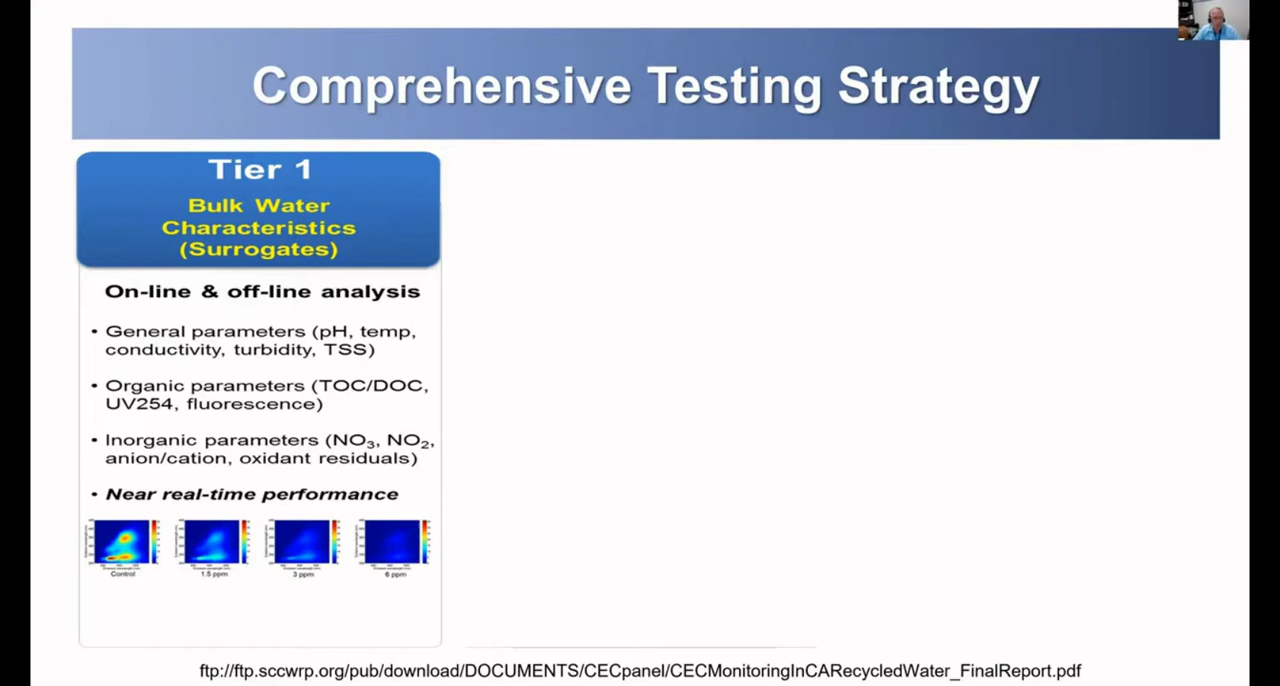 Comprehensive Testing Strategy
Tier 1
Bulk Water
Characteristics
(Surrogates)
On-line & off-line analysis
• General parameters (pH, temp,
conductivity, turbidity, TSS)
• Organic parameters (TOC/DOC,
UV254, fluorescence)
• Inorganic parameters (NO₃, NO₂,
anion/cation, oxidant residuals)
• Near real-time performance
Control
1.5 ppm
3 ppm
6 ppm
ftp://ftp.sccwrp.org/pub/download/DOCUMENTS/CECpanel/CECMonitoringInCARecycledWater_FinalReport.pdf